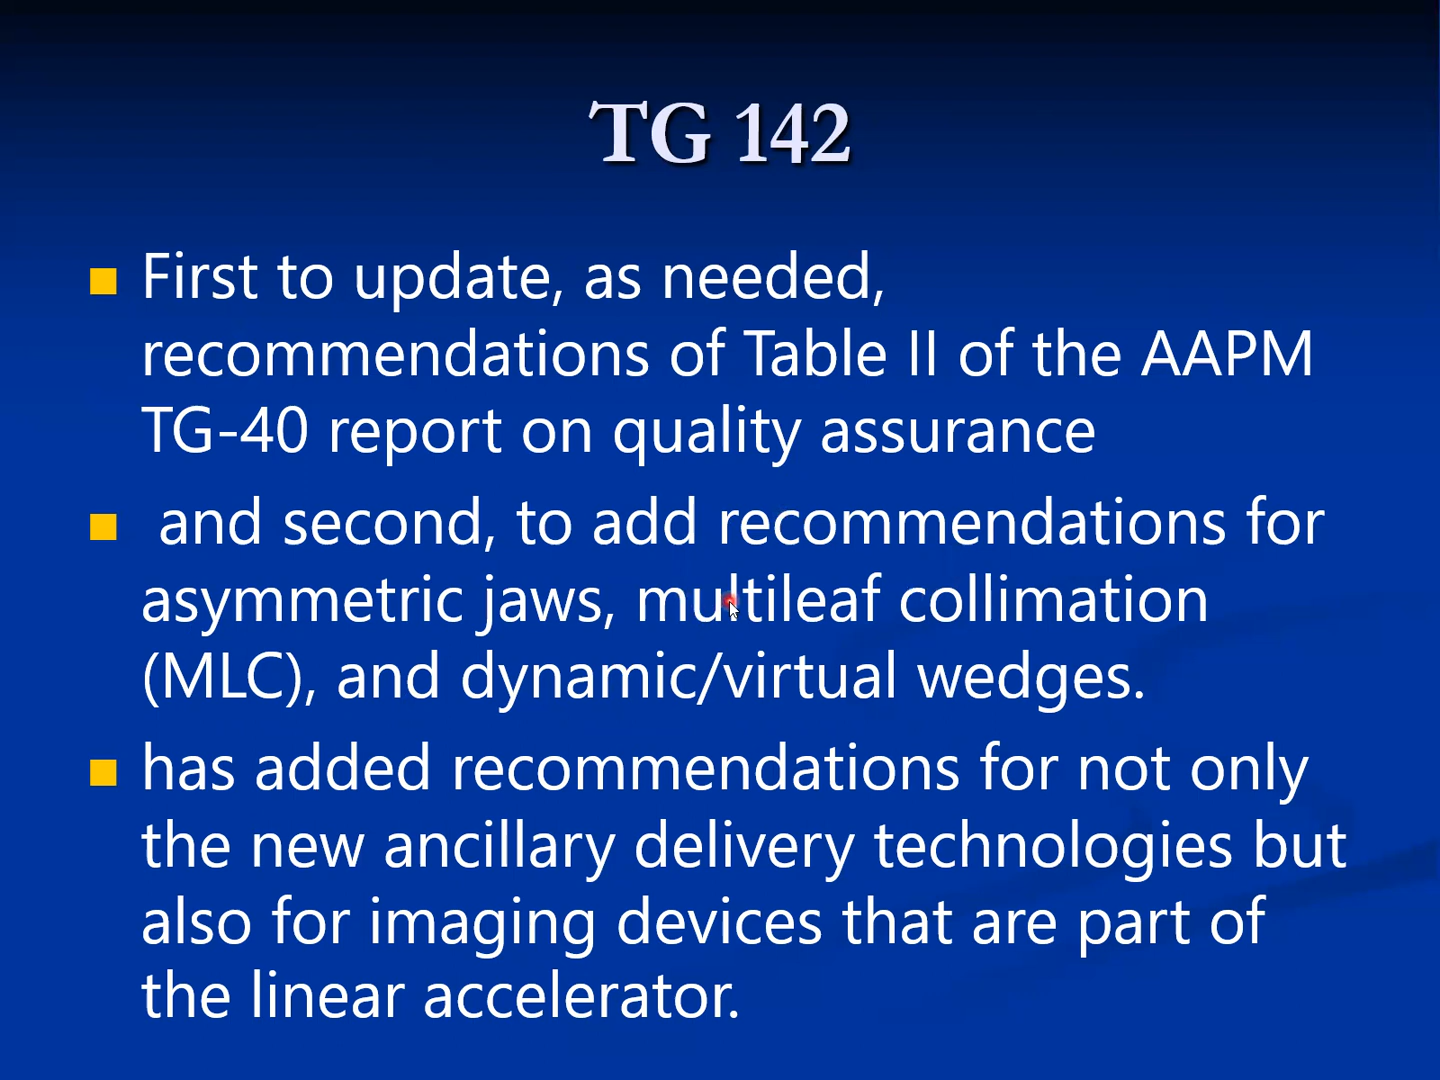 TG 142
First to update, as needed,
recommendations of Table II of the AAPM
TG-40 report on quality assurance
and second, to add recommendations for
asymmetric jaws, multileaf collimation
(MLC), and dynamic/virtual wedges.
has added recommendations for not only
the new ancillary delivery technologies but
also for imaging devices that are part of
the linear accelerator.